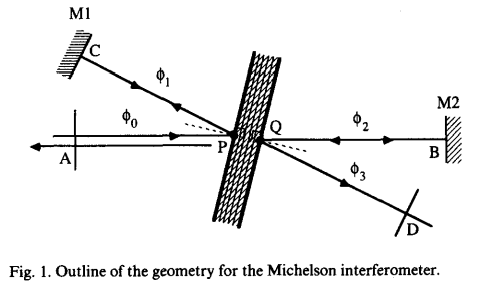 M1
C
ϕ₁
ϕ₀
A
P
Q
ϕ₂
M2
B
ϕ₃
D
Fig. 1. Outline of the geometry for the Michelson interferometer.